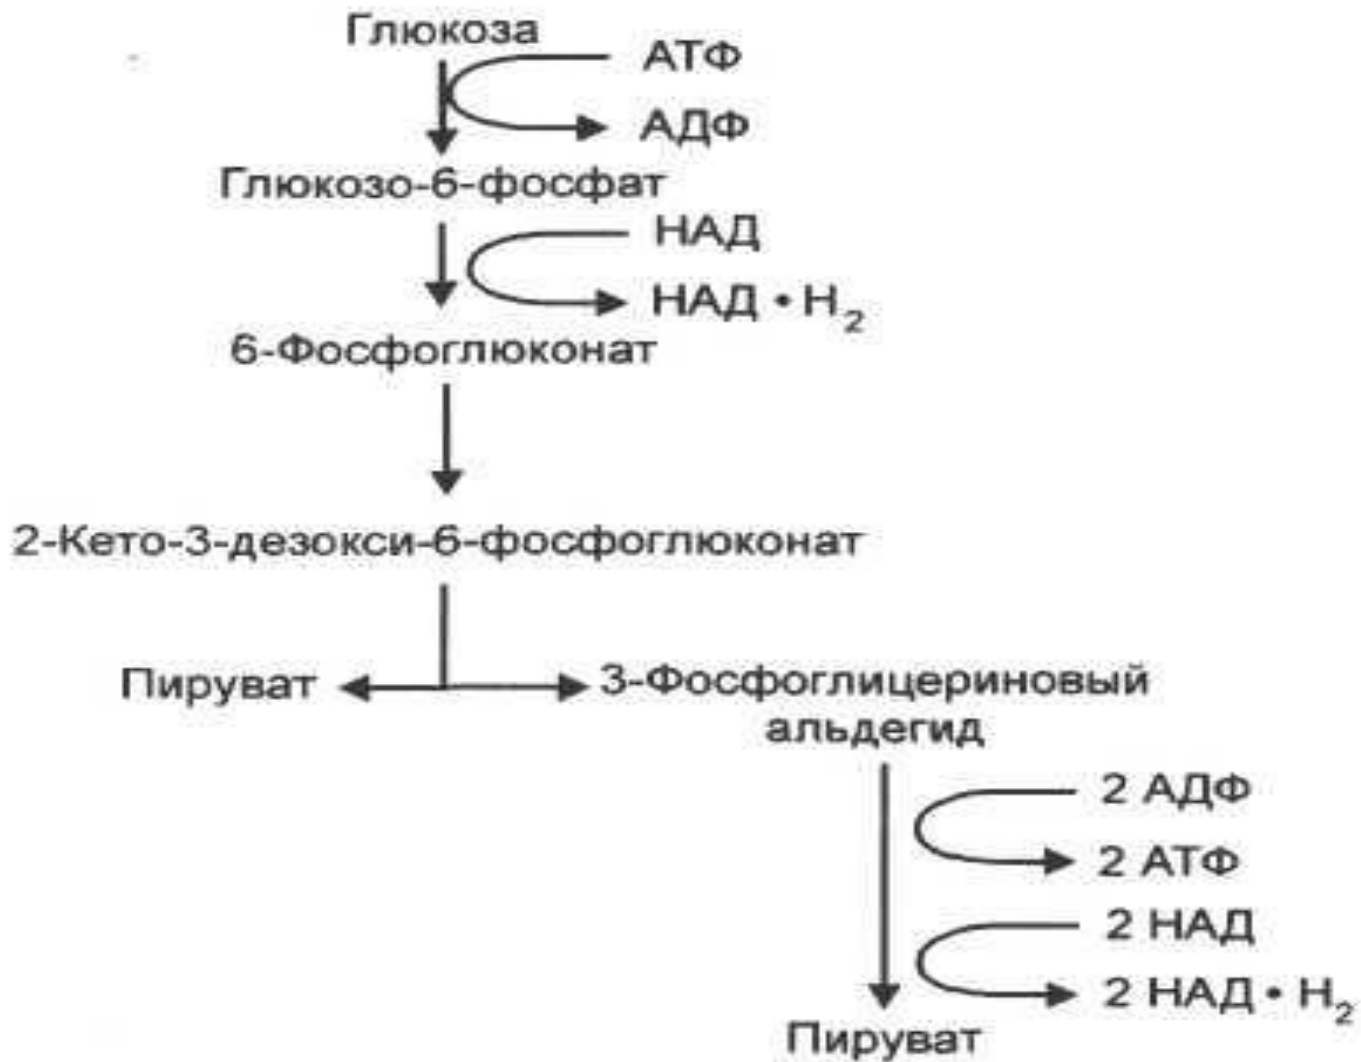 Глюкоза
АТФ
АДФ
Глюкозо-6-фосфат
НАД
НАД • H₂
6-Фосфоглюконат
2-Кето-3-дезокси-6-фосфоглюконат
Пируват
3-Фосфоглицериновый
альдегид
2 АДФ
2 АТФ
2 НАД
2 НАД • H₂
Пируват